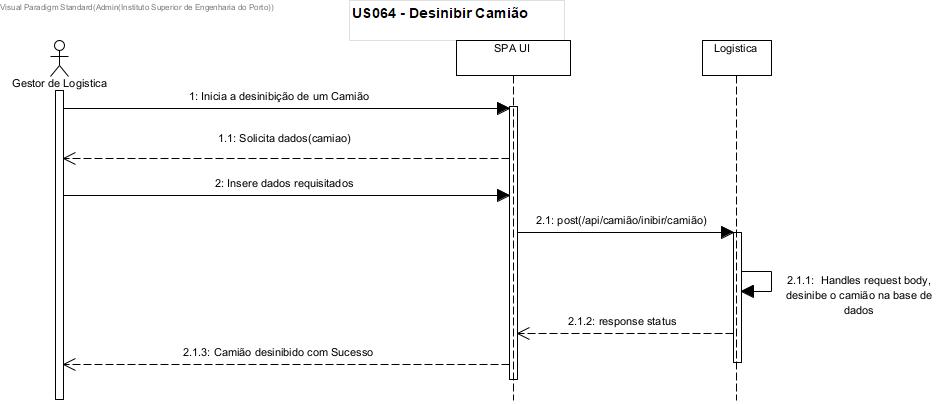 Visual Paradigm Standard(Admin(Instituto Superior de Engenharia do Porto))
US064 - Desinibir Camião
SPA UI
Logistica
Gestor de Logistica
1: Inicia a desinibição de um Camião
1.1: Solicita dados(camiao)
2: Insere dados requisitados
2.1: post(/api/camião/inibir/camião)
2.1.1: Handles request body,
desinibe o camião na base de
dados
2.1.2: response status
2.1.3: Camião desinibido com Sucesso